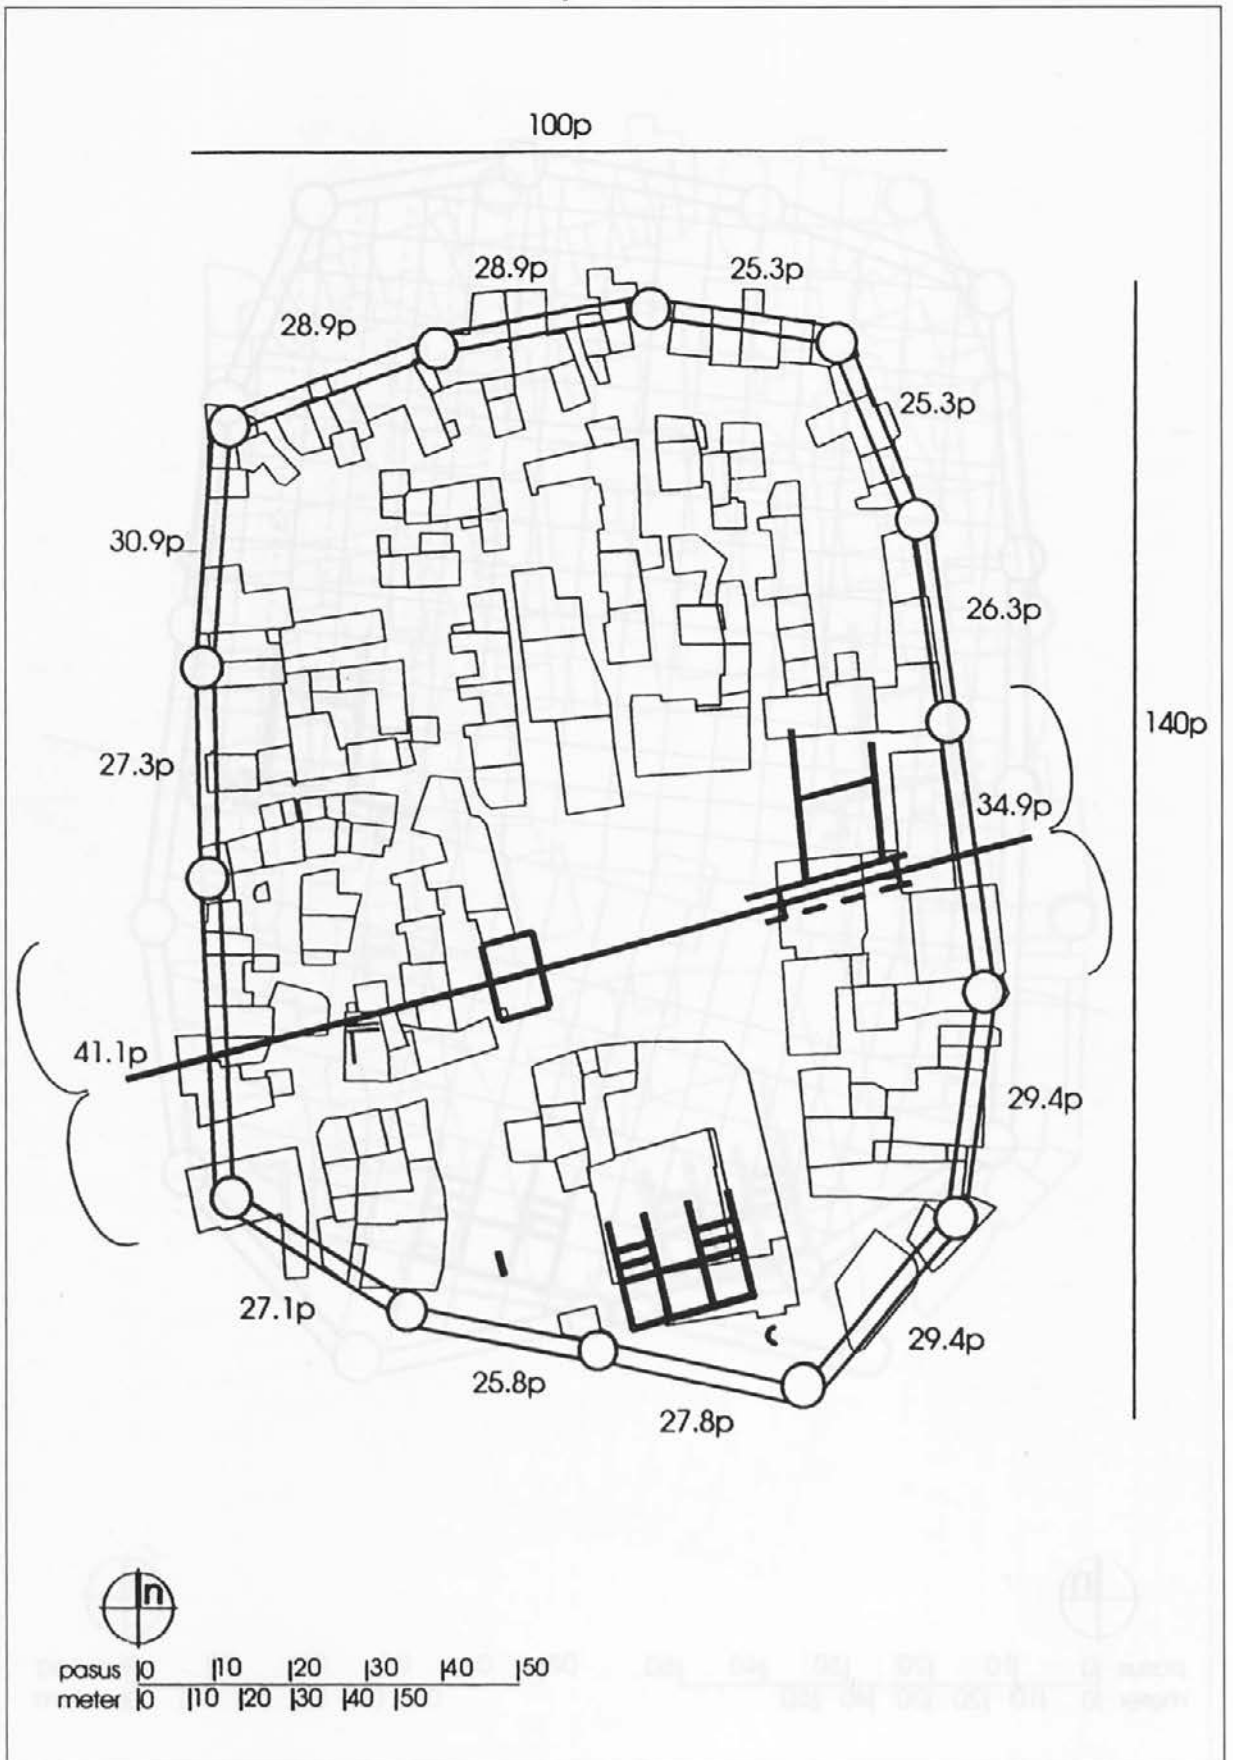 100p
28.9p
25.3p
28.9p
25.3p
30.9p
26.3p
140p
27.3p
34.9p
41.1p
29.4p
27.1p
29.4p
25.8p
27.8p
n
pasus |0 |10 |20 |30 |40 |50
meter |0 |10 |20 |30 |40 |50